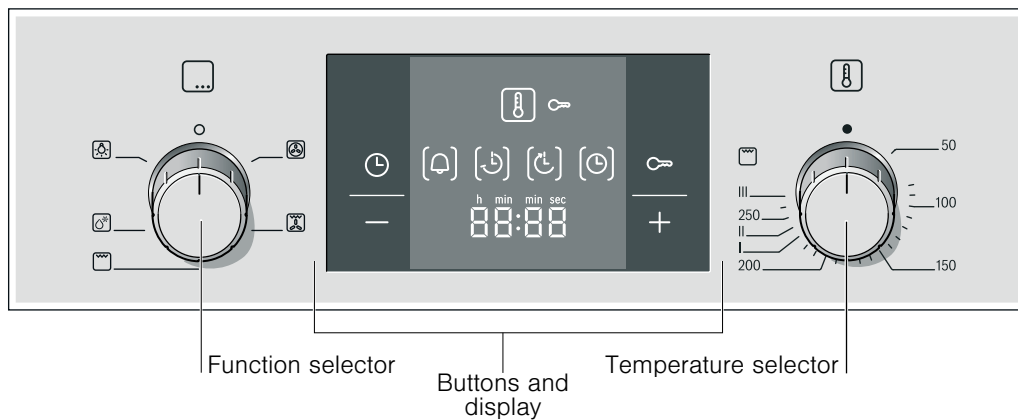 h min min sec
88:88
50
100
150
200
I
II
250
III
Function selector
Buttons and
display
Temperature selector